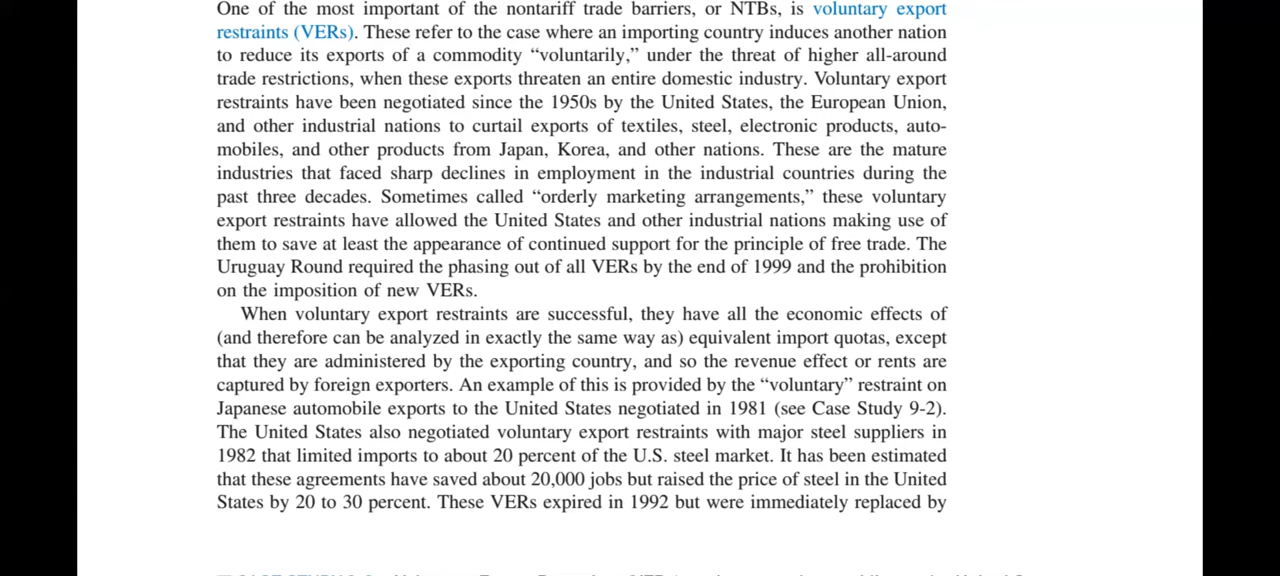 One of the most important of the nontariff trade barriers, or NTBs, is voluntary export
restraints (VERs). These refer to the case where an importing country induces another nation
to reduce its exports of a commodity “voluntarily,” under the threat of higher all-around
trade restrictions, when these exports threaten an entire domestic industry. Voluntary export
restraints have been negotiated since the 1950s by the United States, the European Union,
and other industrial nations to curtail exports of textiles, steel, electronic products, auto-
mobiles, and other products from Japan, Korea, and other nations. These are the mature
industries that faced sharp declines in employment in the industrial countries during the
past three decades. Sometimes called “orderly marketing arrangements,” these voluntary
export restraints have allowed the United States and other industrial nations making use of
them to save at least the appearance of continued support for the principle of free trade. The
Uruguay Round required the phasing out of all VERs by the end of 1999 and the prohibition
on the imposition of new VERs.
When voluntary export restraints are successful, they have all the economic effects of
(and therefore can be analyzed in exactly the same way as) equivalent import quotas, except
that they are administered by the exporting country, and so the revenue effect or rents are
captured by foreign exporters. An example of this is provided by the “voluntary” restraint on
Japanese automobile exports to the United States negotiated in 1981 (see Case Study 9-2).
The United States also negotiated voluntary export restraints with major steel suppliers in
1982 that limited imports to about 20 percent of the U.S. steel market. It has been estimated
that these agreements have saved about 20,000 jobs but raised the price of steel in the United
States by 20 to 30 percent. These VERs expired in 1992 but were immediately replaced by